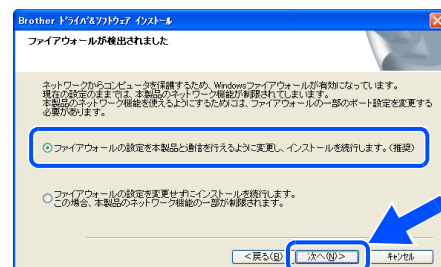 Brother ドライバ&ソフトウェア インストール
ファイアウォールが検出されました
ネットワークからコンピュータを保護するため、Windowsファイアウォールが有効になっています。
現在の設定のままでは、本製品のネットワーク機能が制限されてしまいます。
本製品のネットワーク機能を使えるようにするためには、ファイアウォールの一部のポート設定を変更する
必要があります。
ファイアウォールの設定を本製品と通信を行えるように変更し、インストールを続行します。(推奨)
ファイアウォールの設定を変更せずにインストールを続行します。
この場合、本製品のネットワーク機能の一部が制限されます。
<戻る(B) 次へ(N)> キャンセル